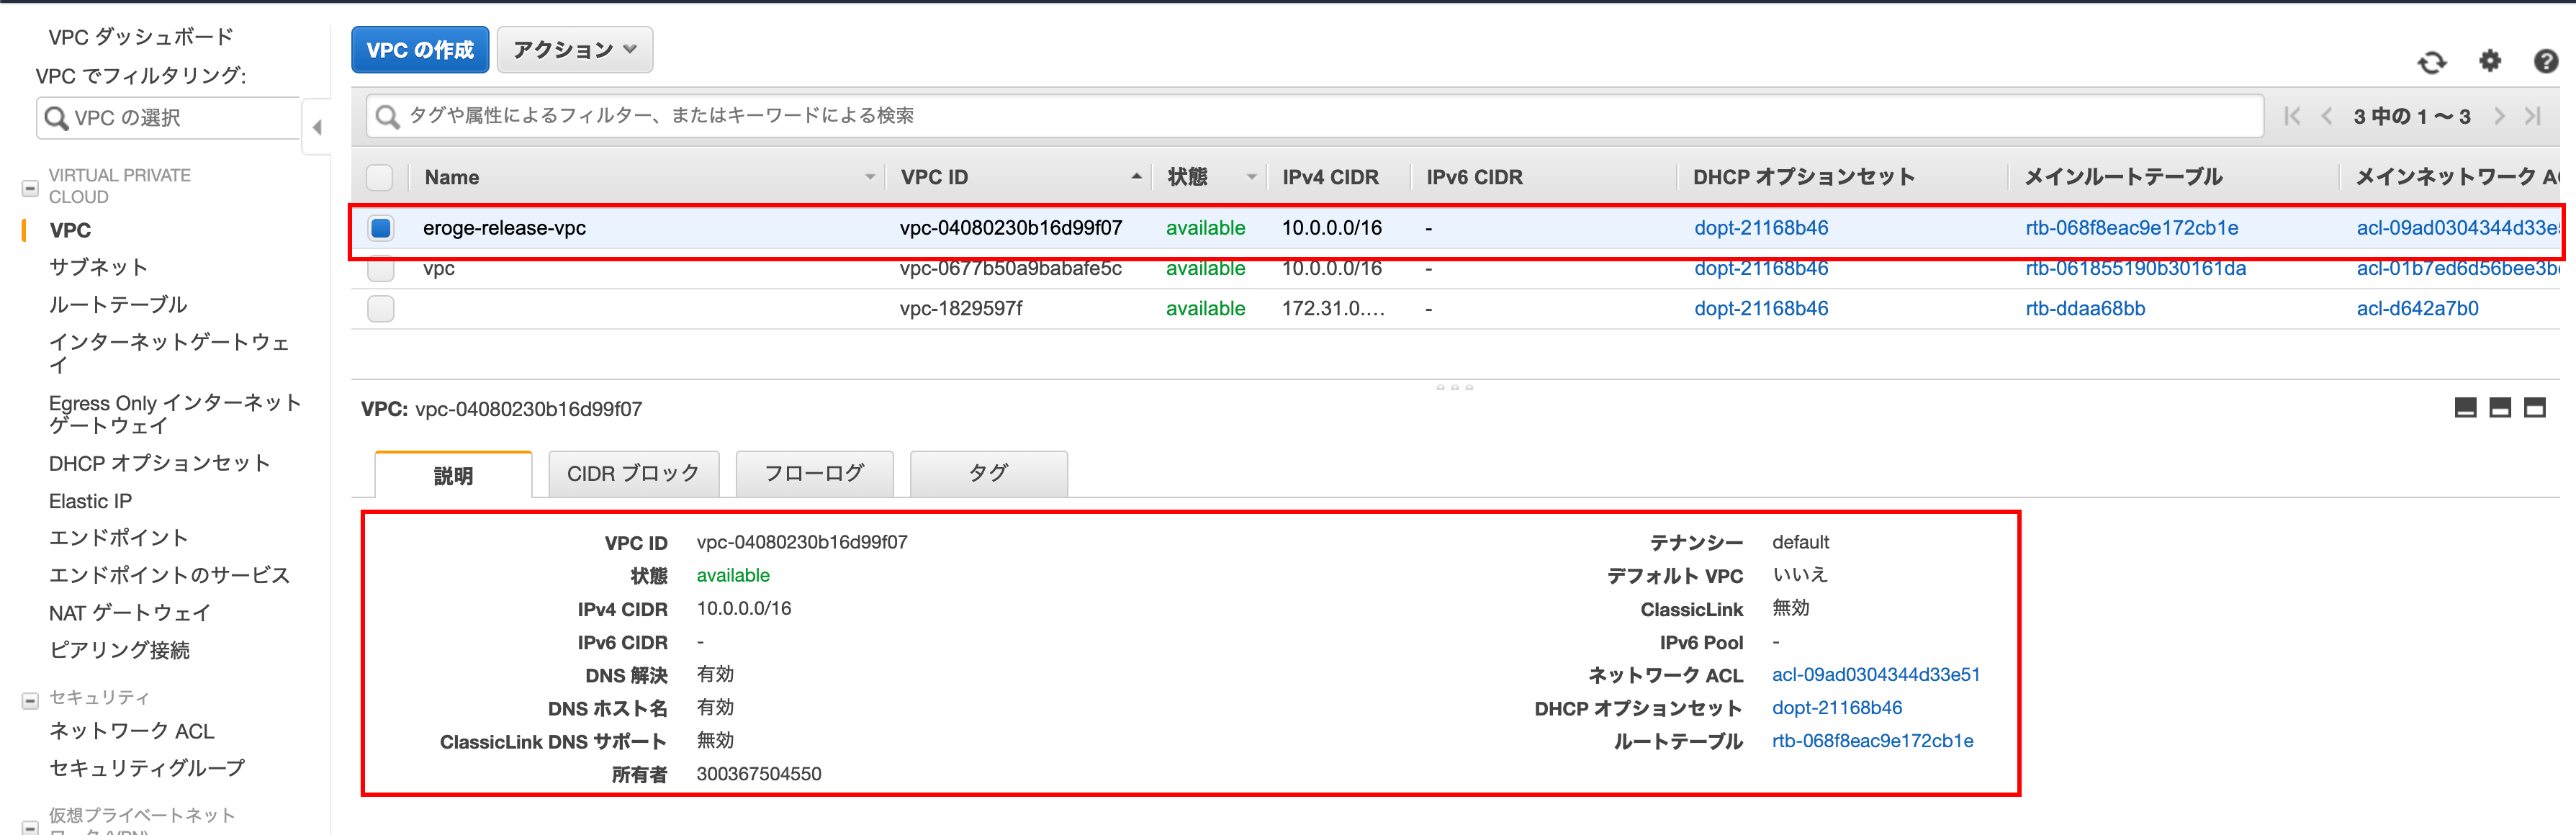 VPC ダッシュボード
VPC でフィルタリング:
VPC の選択
VIRTUAL PRIVATE
CLOUD
VPC
サブネット
ルートテーブル
インターネットゲートウェ
イ
Egress Only インターネット
ゲートウェイ
DHCP オプションセット
Elastic IP
エンドポイント
エンドポイントのサービス
NAT ゲートウェイ
ピアリング接続
セキュリティ
ネットワーク ACL
セキュリティグループ
仮想プライベートネット
ワーク (VPN)
VPC の作成 アクション
タグや属性によるフィルター、またはキーワードによる検索 3 中の 1 〜 3
Name VPC ID 状態 IPv4 CIDR IPv6 CIDR DHCP オプションセット メインルートテーブル メインネットワーク AC
eroge-release-vpc vpc-04080230b16d99f07 available 10.0.0.0/16 - dopt-21168b46 rtb-068f8eac9e172cb1e acl-09ad0304344d33e5
vpc vpc-0677b50a9babafe5c available 10.0.0.0/16 - dopt-21168b46 rtb-061855190b30161da acl-01b7ed6d56bee3b
vpc-1829597f available 172.31.0.... - dopt-21168b46 rtb-ddaa68bb acl-d642a7b0
VPC: vpc-04080230b16d99f07
説明 CIDR ブロック フローログ タグ
VPC ID vpc-04080230b16d99f07
状態 available
IPv4 CIDR 10.0.0.0/16
IPv6 CIDR -
DNS 解決 有効
DNS ホスト名 有効
ClassicLink DNS サポート 無効
所有者 300367504550
テナンシー default
デフォルト VPC いいえ
ClassicLink 無効
IPv6 Pool -
ネットワーク ACL acl-09ad0304344d33e51
DHCP オプションセット dopt-21168b46
ルートテーブル rtb-068f8eac9e172cb1e